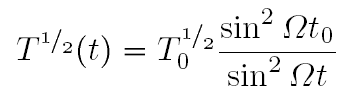 $T^{1/2}(t) = T_0^{1/2} \frac{\sin^2 \Omega t_0}{\sin^2 \Omega t}$